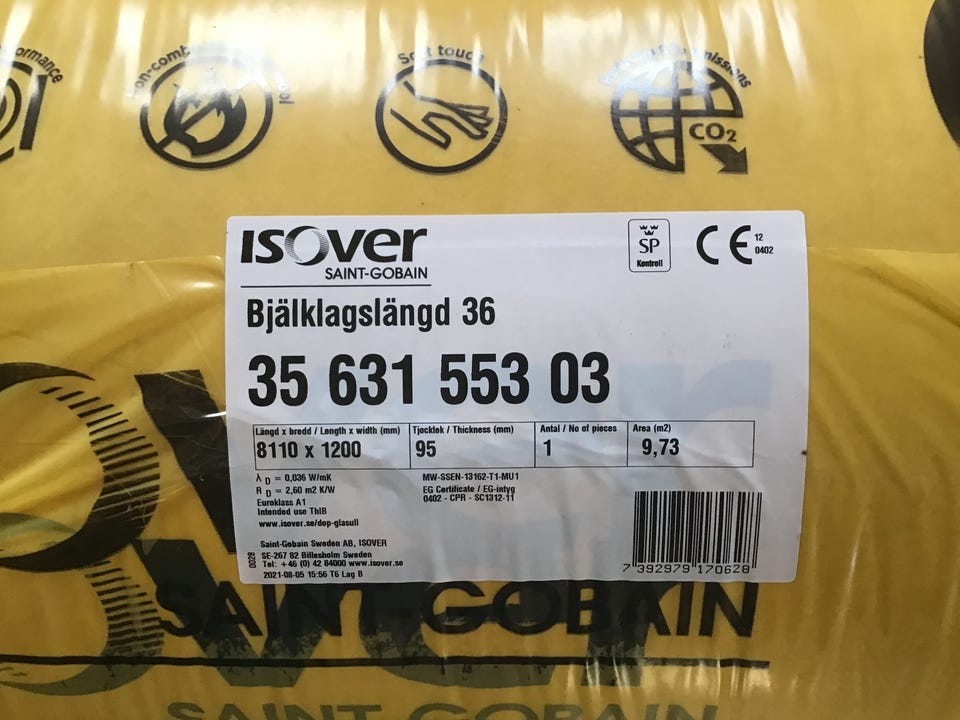 Soft touch
CO2
ISOVER
SAINT-GOBAIN
SP
Kontroll
CE
12
0402
Bjälklagslängd 36
35 631 553 03
Längd x bredd / Length x width (mm) Tjocklek / Thickness (mm) Antal / No of pieces Area (m2)
8110 x 1200 95 1 9,73
λ D = 0,036 W/mK MW-SSEN-13162-T1-MU1
R D = 2,60 m2 K/W EG Certificate / EG-intyg
Euroklass A1 0402 - CPR - SC1312-11
Intended use ThIB
www.isover.se/dop-glasull
Saint-Gobain Sweden AB, ISOVER
SE-267 82 Billesholm Sweden
Tel: +46 (0) 42 84000 www.isover.se
2021-08-05 15:56 T6 Lag B
0028
7 392979 170628
SAINT-GOBAIN
SAINT-GOBAIN